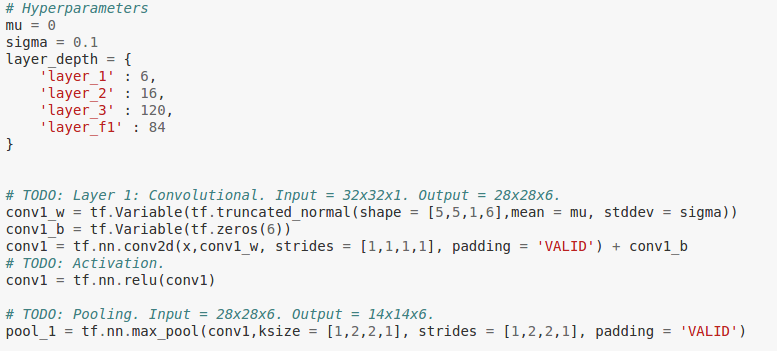 # Hyperparameters
mu = 0
sigma = 0.1
layer_depth = {
    'layer_1' : 6,
    'layer_2' : 16,
    'layer_3' : 120,
    'layer_f1' : 84
}
# TODO: Layer 1: Convolutional. Input = 32x32x1. Output = 28x28x6.
conv1_w = tf.Variable(tf.truncated_normal(shape = [5,5,1,6],mean = mu, stddev = sigma))
conv1_b = tf.Variable(tf.zeros(6))
conv1 = tf.nn.conv2d(x,conv1_w, strides = [1,1,1,1], padding = 'VALID') + conv1_b
# TODO: Activation.
conv1 = tf.nn.relu(conv1)
# TODO: Pooling. Input = 28x28x6. Output = 14x14x6.
pool_1 = tf.nn.max_pool(conv1,ksize = [1,2,2,1], strides = [1,2,2,1], padding = 'VALID')